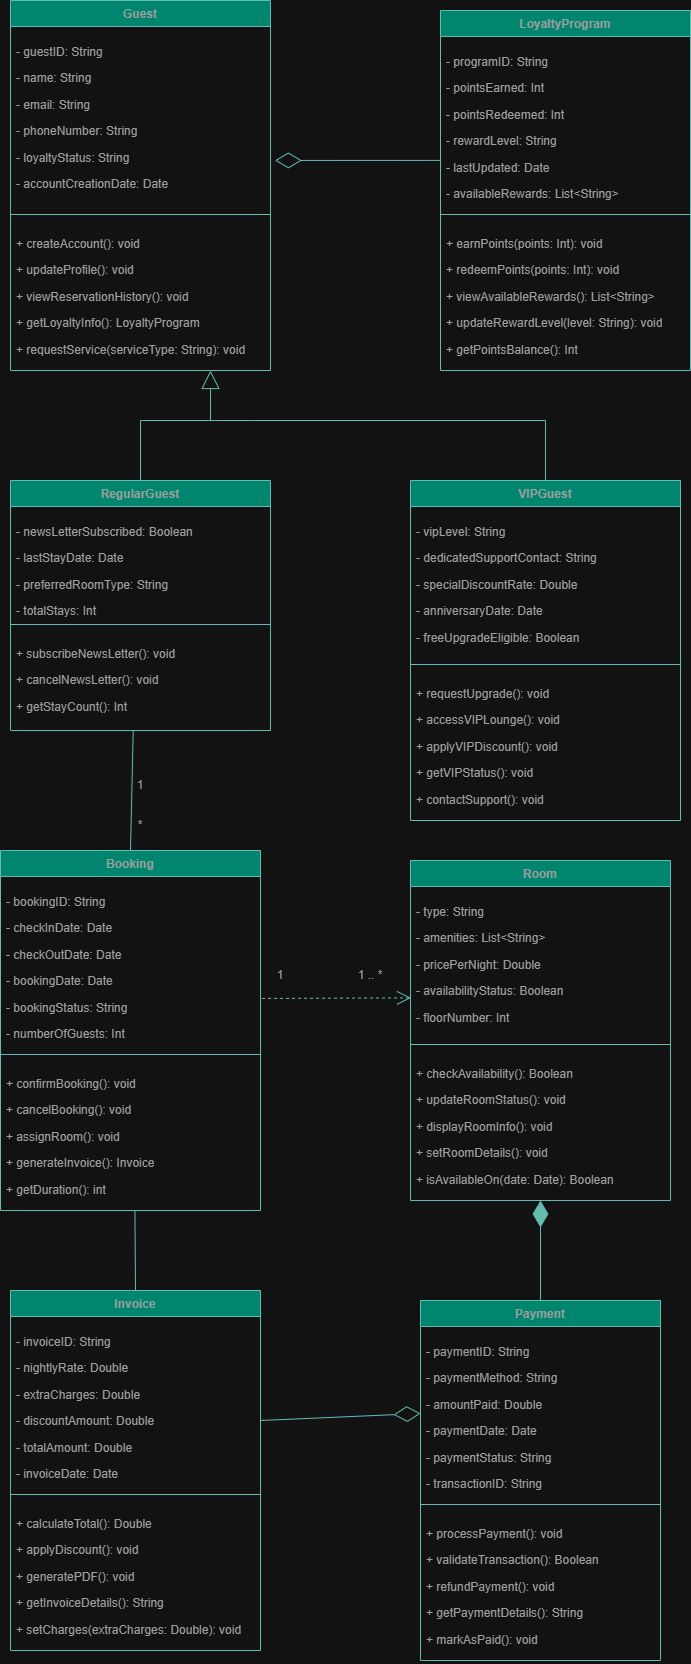 Guest
- guestID: String
- name: String
- email: String
- phoneNumber: String
- loyaltyStatus: String
- accountCreationDate: Date
+ createAccount(): void
+ updateProfile(): void
+ viewReservationHistory(): void
+ getLoyaltyInfo(): LoyaltyProgram
+ requestService(serviceType: String): void
LoyaltyProgram
- programID: String
- pointsEarned: Int
- pointsRedeemed: Int
- rewardLevel: String
- lastUpdated: Date
- availableRewards: List<String>
+ earnPoints(points: Int): void
+ redeemPoints(points: Int): void
+ viewAvailableRewards(): List<String>
+ updateRewardLevel(level: String): void
+ getPointsBalance(): Int
RegularGuest
- newsLetterSubscribed: Boolean
- lastStayDate: Date
- preferredRoomType: String
- totalStays: Int
+ subscribeNewsLetter(): void
+ cancelNewsLetter(): void
+ getStayCount(): Int
VIPGuest
- vipLevel: String
- dedicatedSupportContact: String
- specialDiscountRate: Double
- anniversaryDate: Date
- freeUpgradeEligible: Boolean
+ requestUpgrade(): void
+ accessVIPLounge(): void
+ applyVIPDiscount(): void
+ getVIPStatus(): void
+ contactSupport(): void
1
*
Booking
- bookingID: String
- checkInDate: Date
- checkOutDate: Date
- bookingDate: Date
- bookingStatus: String
- numberOfGuests: Int
+ confirmBooking(): void
+ cancelBooking(): void
+ assignRoom(): void
+ generateInvoice(): Invoice
+ getDuration(): int
1
1 .. *
Room
- type: String
- amenities: List<String>
- pricePerNight: Double
- availabilityStatus: Boolean
- floorNumber: Int
+ checkAvailability(): Boolean
+ updateRoomStatus(): void
+ displayRoomInfo(): void
+ setRoomDetails(): void
+ isAvailableOn(date: Date): Boolean
Invoice
- invoiceID: String
- nightlyRate: Double
- extraCharges: Double
- discountAmount: Double
- totalAmount: Double
- invoiceDate: Date
+ calculateTotal(): Double
+ applyDiscount(): void
+ generatePDF(): void
+ getInvoiceDetails(): String
+ setCharges(extraCharges: Double): void
Payment
- paymentID: String
- paymentMethod: String
- amountPaid: Double
- paymentDate: Date
- paymentStatus: String
- transactionID: String
+ processPayment(): void
+ validateTransaction(): Boolean
+ refundPayment(): void
+ getPaymentDetails(): String
+ markAsPaid(): void